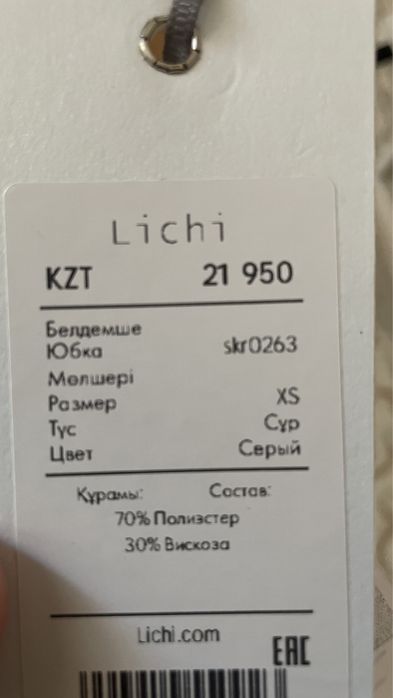 Lichi
KZT 21 950
Белдемше
Юбка skr0263
Мөлшері
Размер XS
Түс Сұр
Цвет Серый
Құрамы: Состав:
70% Полиэстер
30% Вискоза
Lichi.com
EAC